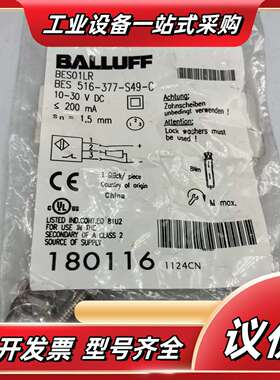 工业设备一站式采购
BALLUFF
BES01LR
BES 516-377-S49-C
10-30 V DC
≤ 200 mA
sn = 1,5 mm
Achtung:
Zahnscheiben
unbedingt verwenden.
Attention:
Lock washers must
be used.
1 Stück/ piece
Country of origin
China
M max.
LISTED IND.CONT.EQ 81U2
FOR USE IN THE
SECONDARY OF A CLASS 2
SOURCE OF SUPPLY
180116
1124CN
开发票 型号齐全
议价